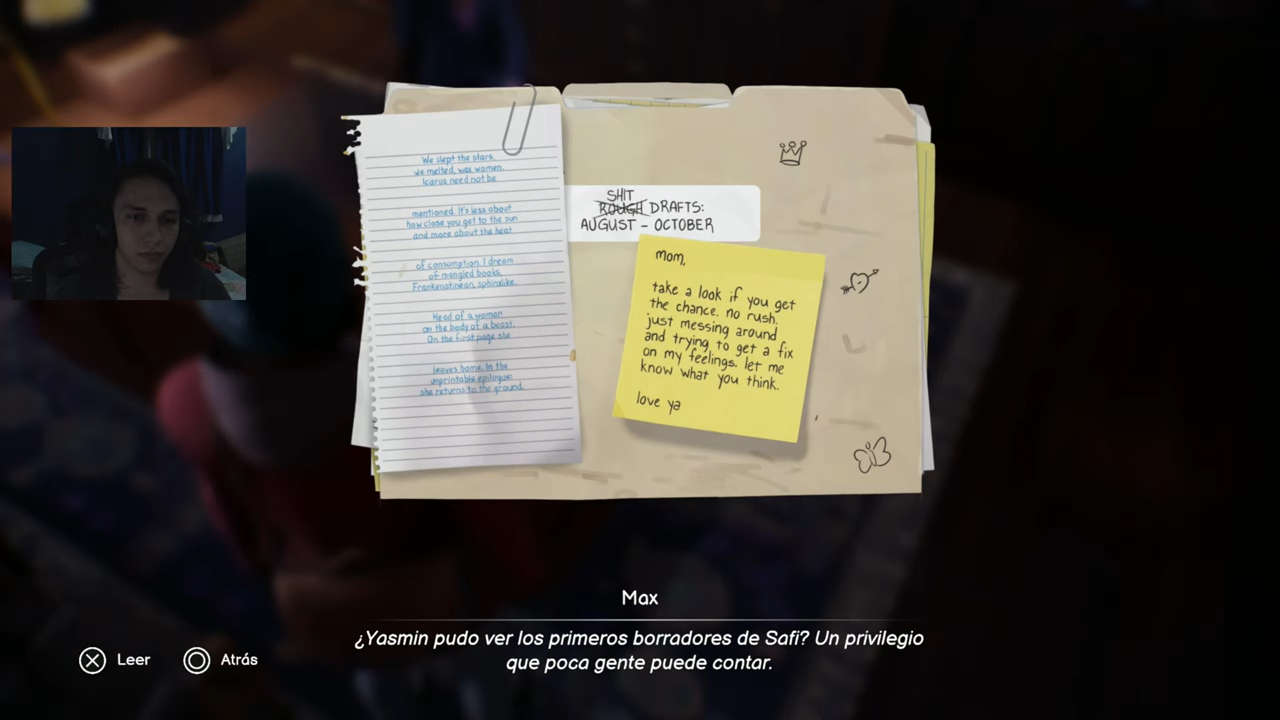 We slept the stars,
we melted, wax women.
Icarus need not be
mentioned. It's less about
how close you get to the sun
and more about the heat
of consumption. I dream
of mangled books,
Frankensteinean, sphinxlike.
Head of a woman
on the body of a beast.
On the first page she
leaves home. In the
unprintable epilogue:
she returns to the ground.
SHIT
ROUGH DRAFTS:
AUGUST - OCTOBER
mom,
take a look if you get
the chance. no rush.
just messing around
and trying to get a fix
on my feelings. let me
know what you think.
love ya
Max
¿Yasmin pudo ver los primeros borradores de Safi? Un privilegio
que poca gente puede contar.
Leer
Atrás